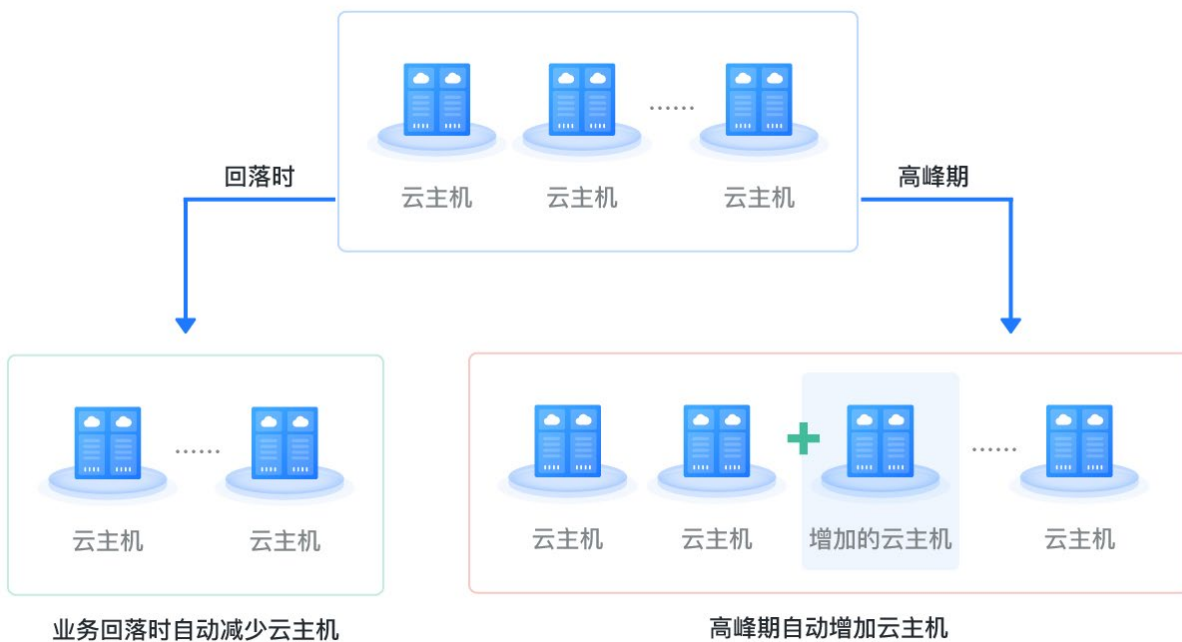 云主机 云主机 …… 云主机
回落时
高峰期
云主机 …… 云主机
业务回落时自动减少云主机
云主机 云主机 + 增加的云主机 …… 云主机
高峰期自动增加云主机